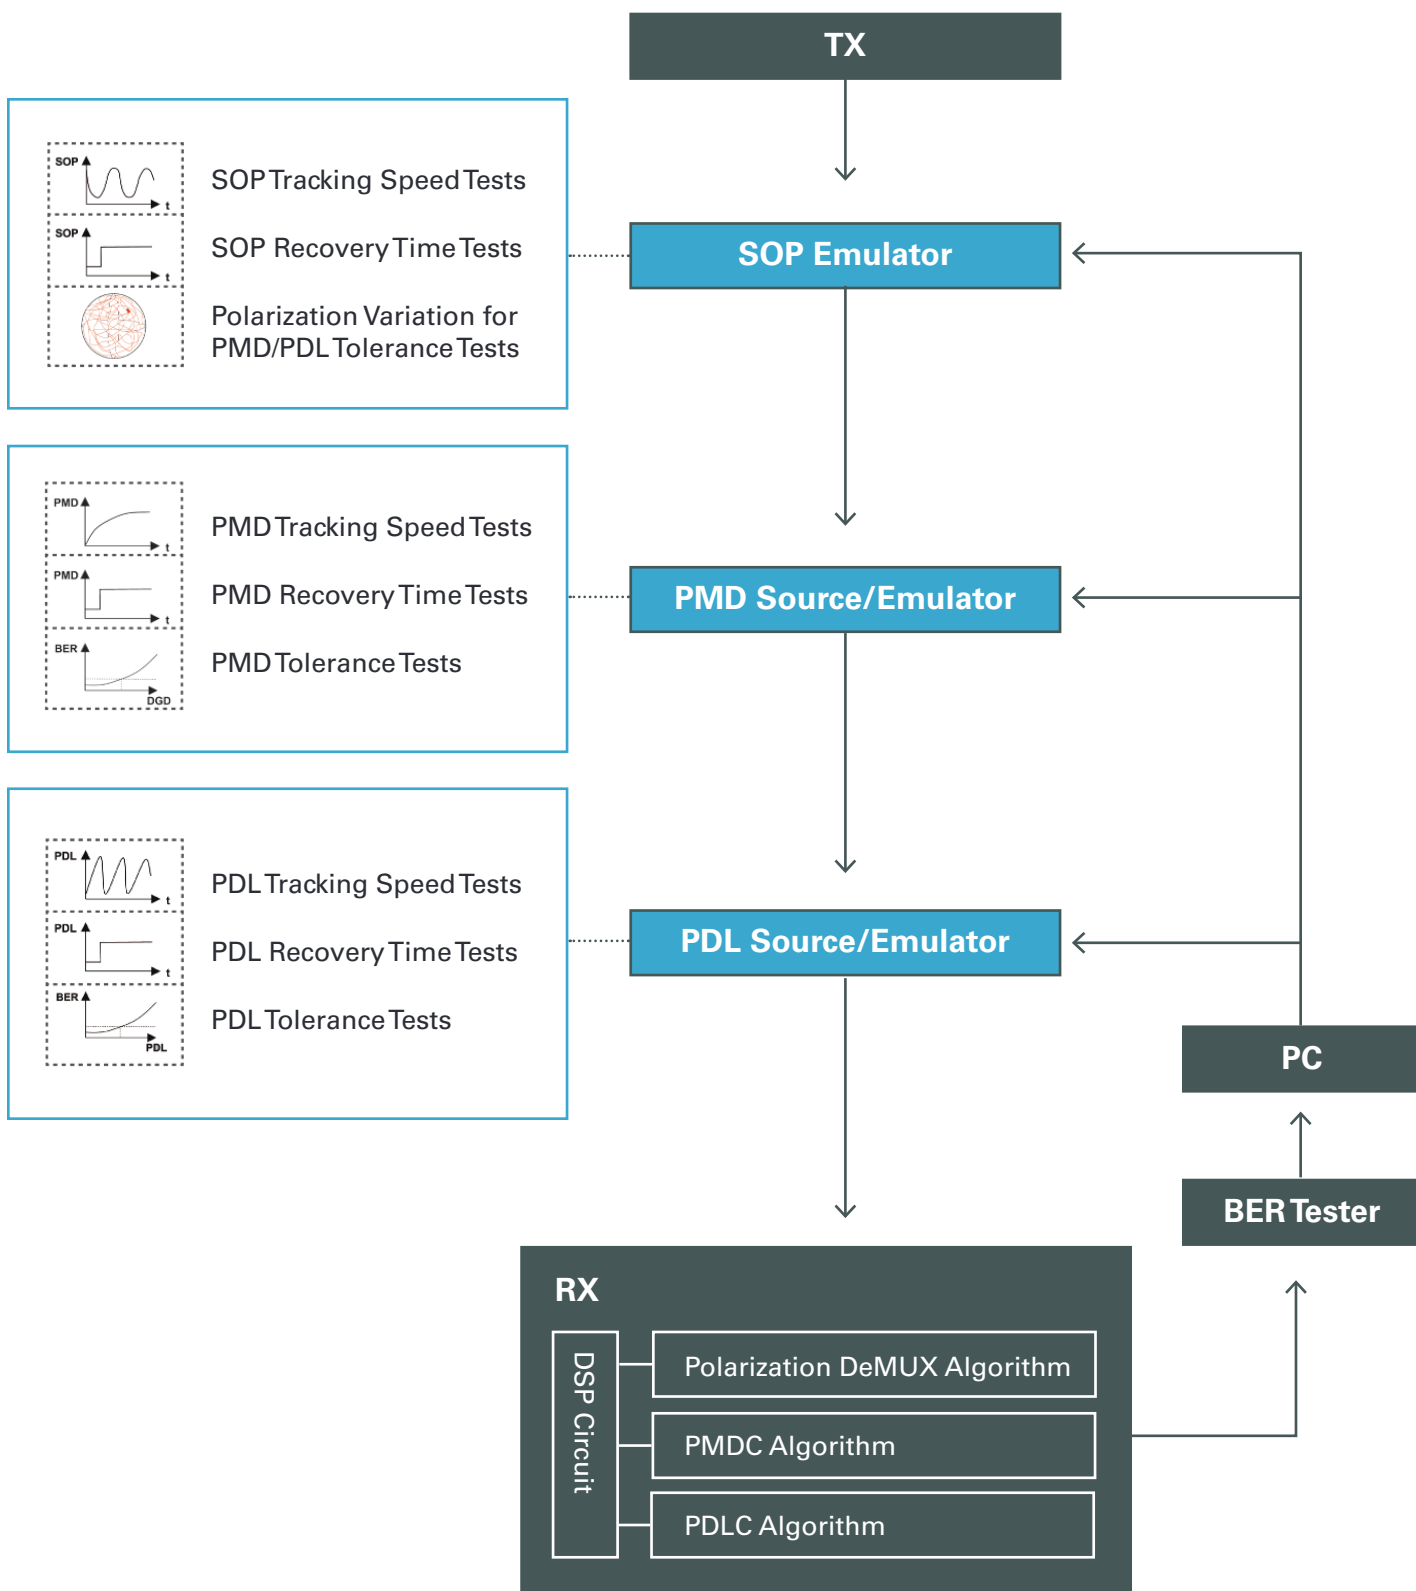 TX
SOP
t
SOP Tracking Speed Tests
SOP
t
SOP Recovery Time Tests
Polarization Variation for
PMD/PDL Tolerance Tests
SOP Emulator
PMD
t
PMD Tracking Speed Tests
PMD
t
PMD Recovery Time Tests
BER
DGD
PMD Tolerance Tests
PMD Source/Emulator
PDL
t
PDL Tracking Speed Tests
PDL
t
PDL Recovery Time Tests
BER
PDL
PDL Tolerance Tests
PDL Source/Emulator
PC
BER Tester
RX
DSP Circuit
Polarization DeMUX Algorithm
PMDC Algorithm
PDLC Algorithm